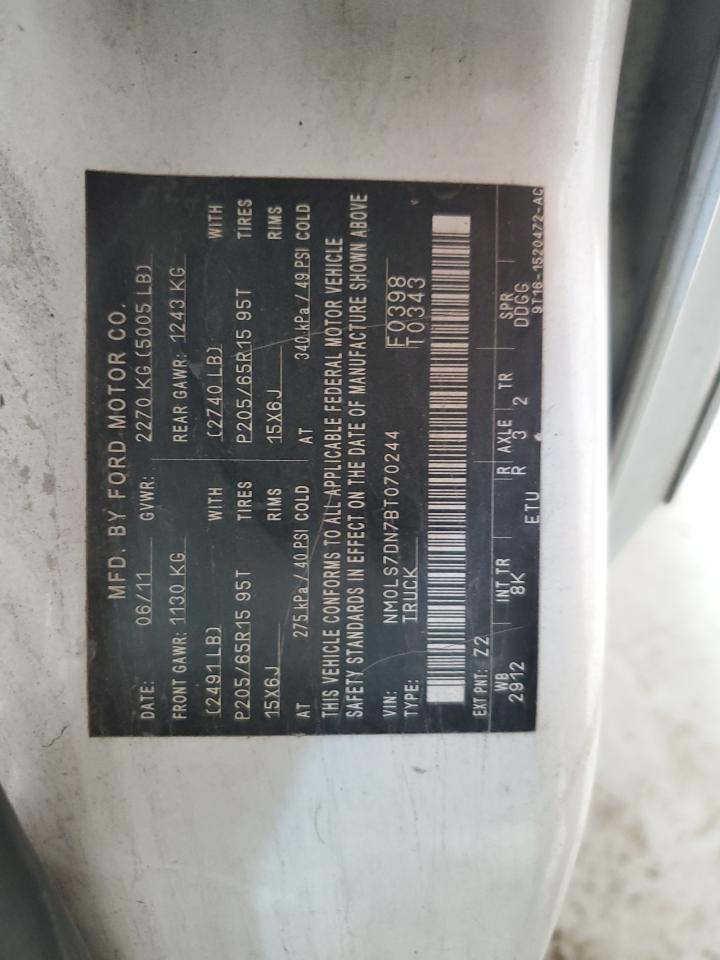 MFD. BY FORD MOTOR CO.
DATE: 06/11 GVWR: 2270 KG (5005 LB)
FRONT GAWR: 1130 KG REAR GAWR: 1243 KG
(2491 LB) WITH (2740 LB) WITH
P205/65R15 95T TIRES P205/65R15 95T TIRES
15X6J RIMS 15X6J RIMS
AT 275 kPa / 40 PSI COLD AT 340 kPa / 49 PSI COLD
THIS VEHICLE CONFORMS TO ALL APPLICABLE FEDERAL MOTOR VEHICLE
SAFETY STANDARDS IN EFFECT ON THE DATE OF MANUFACTURE SHOWN ABOVE
VIN: NM0LS7DN7BT070244 F0398
TYPE: TRUCK T0343
EXT PNT: Z2
WB INT TR R AXLE TR SPR
2912 8K R 3 2 DDGG
ETU 9T16-1520472-AC